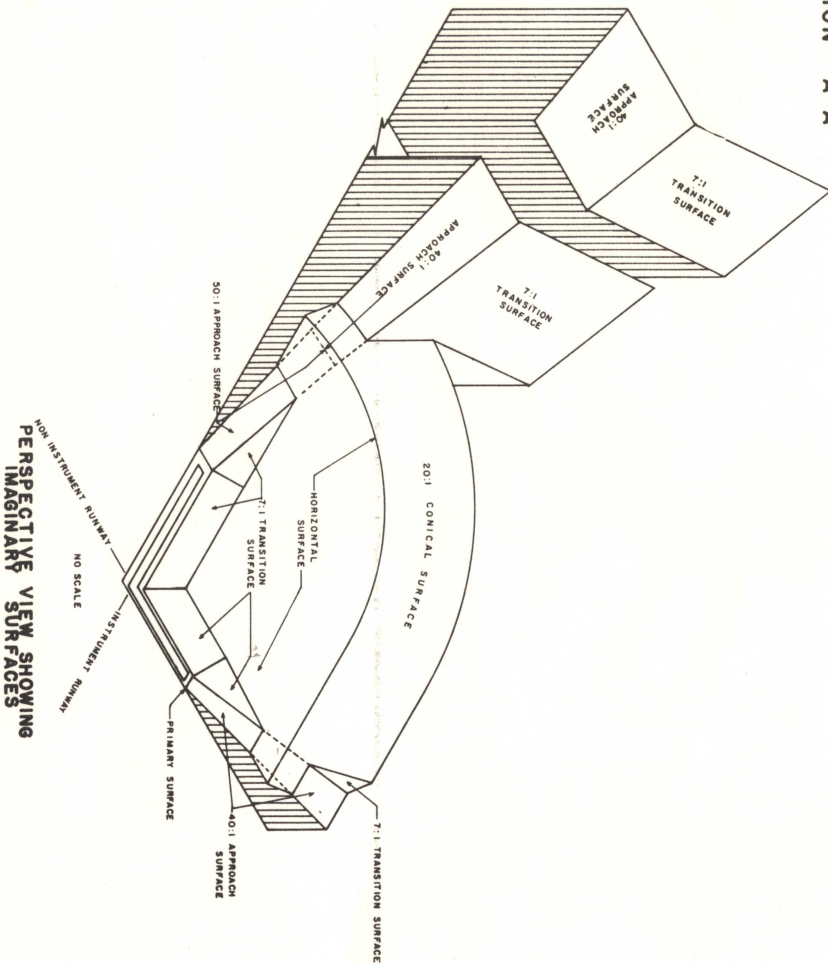 ION A A
40:1
APPROACH
SURFACE
7:1
TRANSITION
SURFACE
40:1
APPROACH SURFACE
7:1
TRANSITION
SURFACE
50:1 APPROACH SURFACE
20:1 CONICAL SURFACE
HORIZONTAL
SURFACE
7:1 TRANSITION
SURFACE
NON INSTRUMENT RUNWAY
INSTRUMENT RUNWAY
NO SCALE
PRIMARY SURFACE
40:1 APPROACH
SURFACE
7:1 TRANSITION SURFACE
PERSPECTIVE VIEW SHOWING
IMAGINARY SURFACES